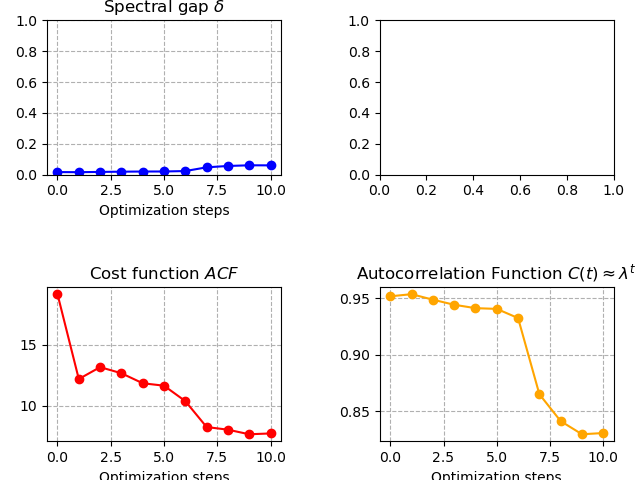 Spectral gap δ
1.0
0.8
0.6
0.4
0.2
0.0
0.0 2.5 5.0 7.5 10.0
Optimization steps
1.0
0.8
0.6
0.4
0.2
0.0
0.0 0.2 0.4 0.6 0.8 1.0
Cost function ACF
15
10
0.0 2.5 5.0 7.5 10.0
Optimization steps
Autocorrelation Function C(t) ≈ λ^t
0.95
0.90
0.85
0.0 2.5 5.0 7.5 10.0
Optimization steps